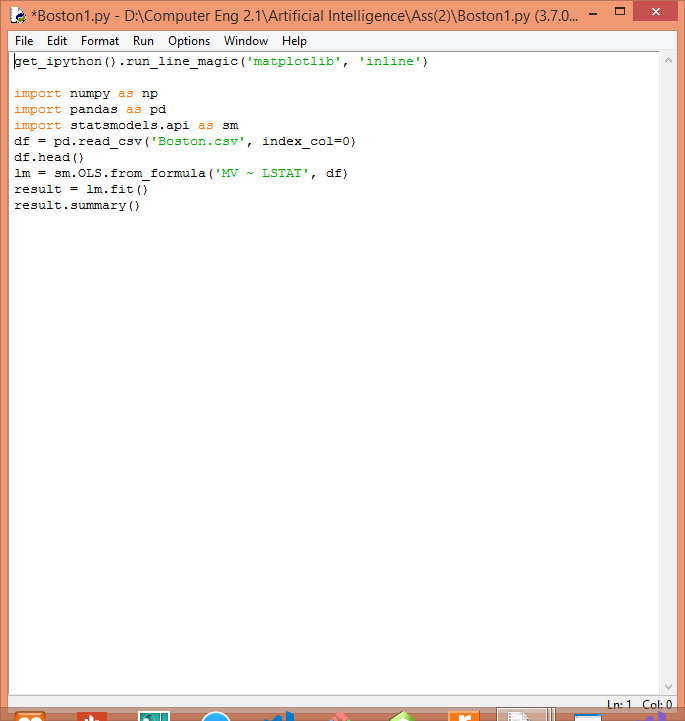 *Boston1.py - D:\Computer Eng 2.1\Artificial Intelligence\Ass(2)\Boston1.py (3.7.0...
File Edit Format Run Options Window Help
get_ipython().run_line_magic('matplotlib', 'inline')
import numpy as np
import pandas as pd
import statsmodels.api as sm
df = pd.read_csv('Boston.csv', index_col=0)
df.head()
lm = sm.OLS.from_formula('MV ~ LSTAT', df)
result = lm.fit()
result.summary()
Ln: 1 Col: 0